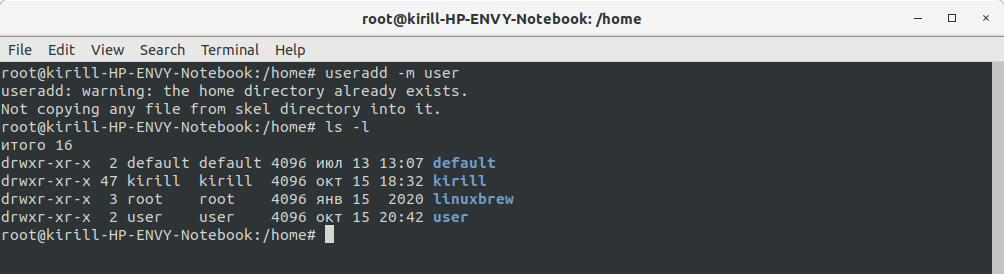 root@kirill-HP-ENVY-Notebook: /home
File Edit View Search Terminal Help
root@kirill-HP-ENVY-Notebook:/home# useradd -m user
useradd: warning: the home directory already exists.
Not copying any file from skel directory into it.
root@kirill-HP-ENVY-Notebook:/home# ls -l
итого 16
drwxr-xr-x  2 default default 4096 июл 13 13:07 default
drwxr-xr-x 47 kirill  kirill  4096 окт 15 18:32 kirill
drwxr-xr-x  3 root    root    4096 янв 15  2020 linuxbrew
drwxr-xr-x  2 user    user    4096 окт 15 20:42 user
root@kirill-HP-ENVY-Notebook:/home#